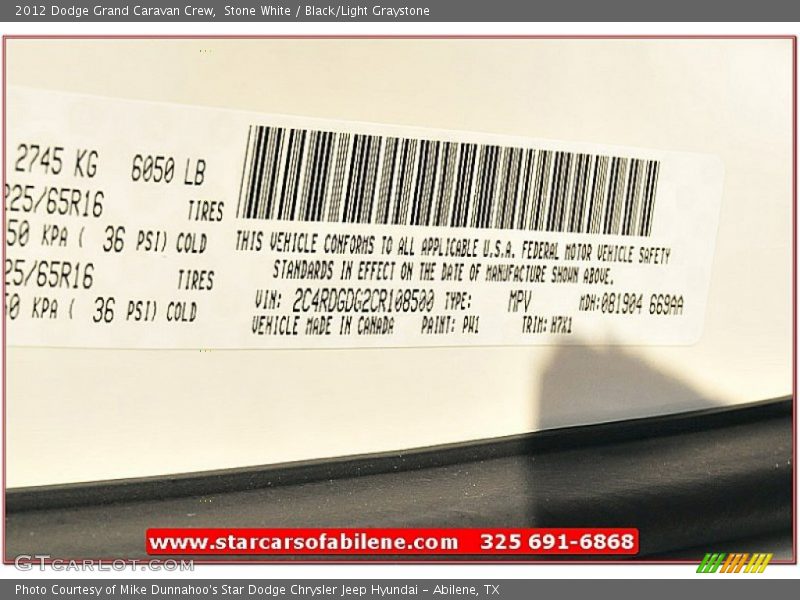 2012 Dodge Grand Caravan Crew, Stone White / Black/Light Graystone
2745 KG 6050 LB
225/65R16 TIRES
50 KPA ( 36 PSI) COLD
25/65R16 TIRES
50 KPA ( 36 PSI) COLD
THIS VEHICLE CONFORMS TO ALL APPLICABLE U.S.A. FEDERAL MOTOR VEHICLE SAFETY
STANDARDS IN EFFECT ON THE DATE OF MANUFACTURE SHOWN ABOVE.
VIN: 2C4RDGDG2CR108500 TYPE: MPV MDH:081904 669AA
VEHICLE MADE IN CANADA PAINT: PW1 TRIM: H7X1
www.starcarsofabilene.com 325 691-6868
GTCARLOT.COM
Photo Courtesy of Mike Dunnahoo's Star Dodge Chrysler Jeep Hyundai - Abilene, TX